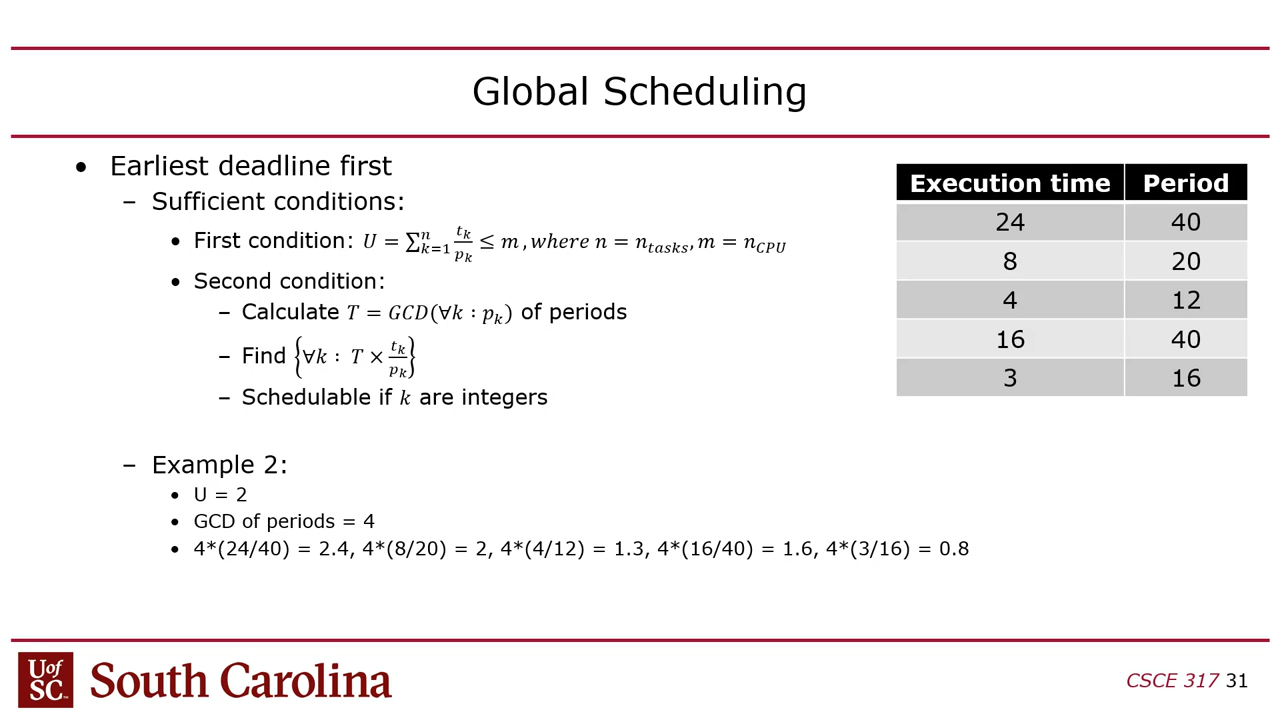 Global Scheduling
• Earliest deadline first
– Sufficient conditions:
• First condition: 𝑈 = ∑ⁿₖ₌₁ tₖ/pₖ ≤ 𝑚 , where n = n_tasks, m = n_CPU
• Second condition:
– Calculate T = GCD(∀k : pₖ) of periods
– Find {∀k : T × tₖ/pₖ}
– Schedulable if k are integers
– Example 2:
• U = 2
• GCD of periods = 4
• 4*(24/40) = 2.4, 4*(8/20) = 2, 4*(4/12) = 1.3, 4*(16/40) = 1.6, 4*(3/16) = 0.8
Execution time Period
24 40
8 20
4 12
16 40
3 16
UofSC South Carolina
CSCE 317 31